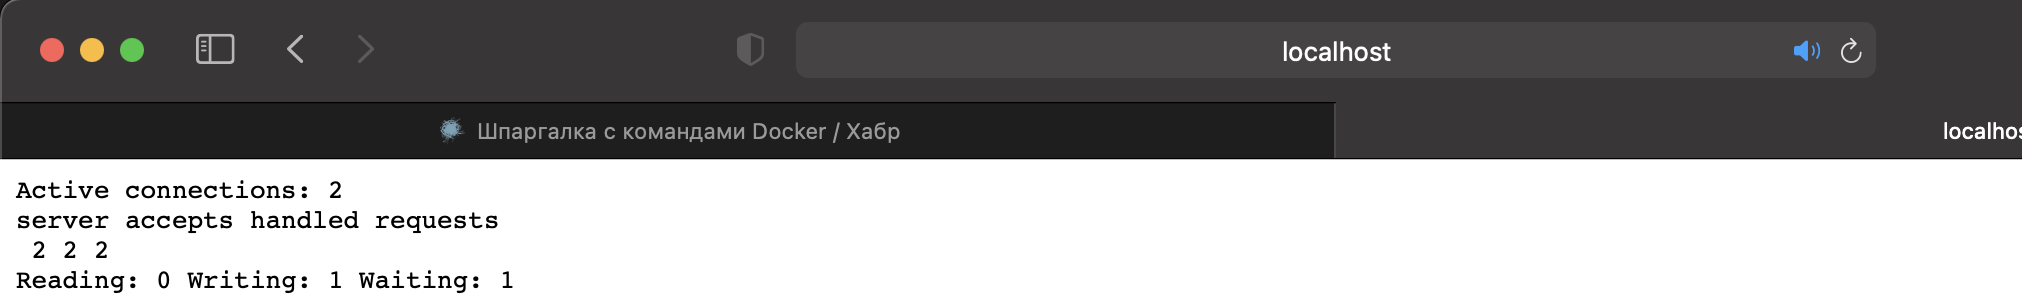 localhost
Шпаргалка с командами Docker / Хабр
Active connections: 2
server accepts handled requests
2 2 2
Reading: 0 Writing: 1 Waiting: 1